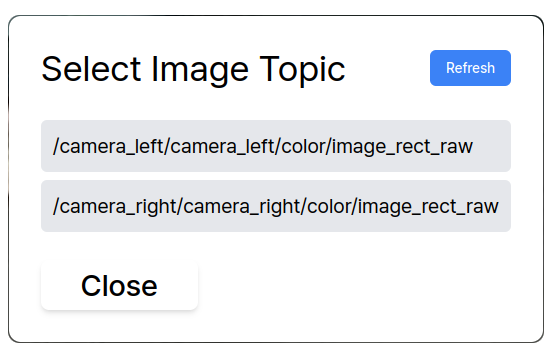 Select Image Topic
Refresh
/camera_left/camera_left/color/image_rect_raw
/camera_right/camera_right/color/image_rect_raw
Close